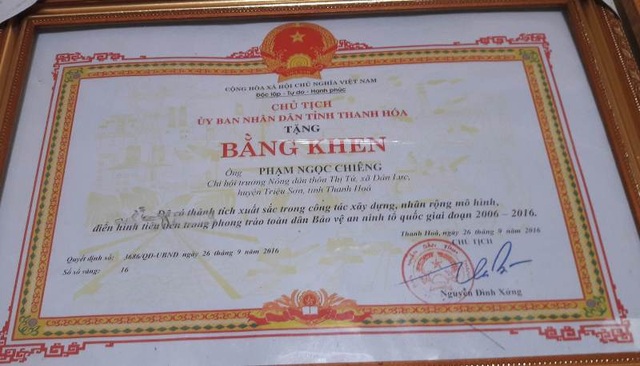 CỘNG HÒA XÃ HỘI CHỦ NGHĨA VIỆT NAM
Độc lập - Tự do - Hạnh phúc
CHỦ TỊCH
ỦY BAN NHÂN DÂN TỈNH THANH HÓA
TẶNG
BẰNG KHEN
Ông PHẠM NGỌC CHIÊNG
Chi hội trưởng Nông dân thôn Thị Tứ, xã Dân Lực,
huyện Triệu Sơn, tỉnh Thanh Hoá
Đã có thành tích xuất sắc trong công tác xây dựng, nhân rộng mô hình,
điển hình tiên tiến trong phong trào toàn dân Bảo vệ an ninh tổ quốc giai đoạn 2006 – 2016.
Thanh Hoá, ngày 26 tháng 9 năm 2016
CHỦ TỊCH
Quyết định số: 3686/QĐ-UBND ngày 26 tháng 9 năm 2016
Số sổ vàng: 16
Nguyễn Đình Xứng